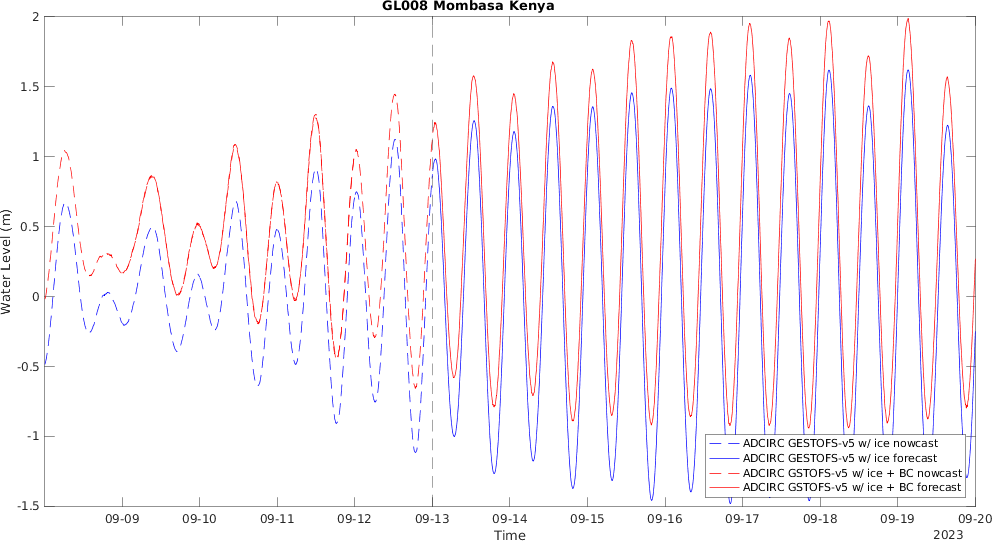 GL008 Mombasa Kenya
2
1.5
1
0.5
0
-0.5
-1
-1.5
Water Level (m)
ADCIRC GESTOFS-v5 w/ ice nowcast
ADCIRC GESTOFS-v5 w/ ice forecast
ADCIRC GSTOFS-v5 w/ ice + BC nowcast
ADCIRC GSTOFS-v5 w/ ice + BC forecast
09-09 09-10 09-11 09-12 09-13 09-14 09-15 09-16 09-17 09-18 09-19 09-20
Time
2023